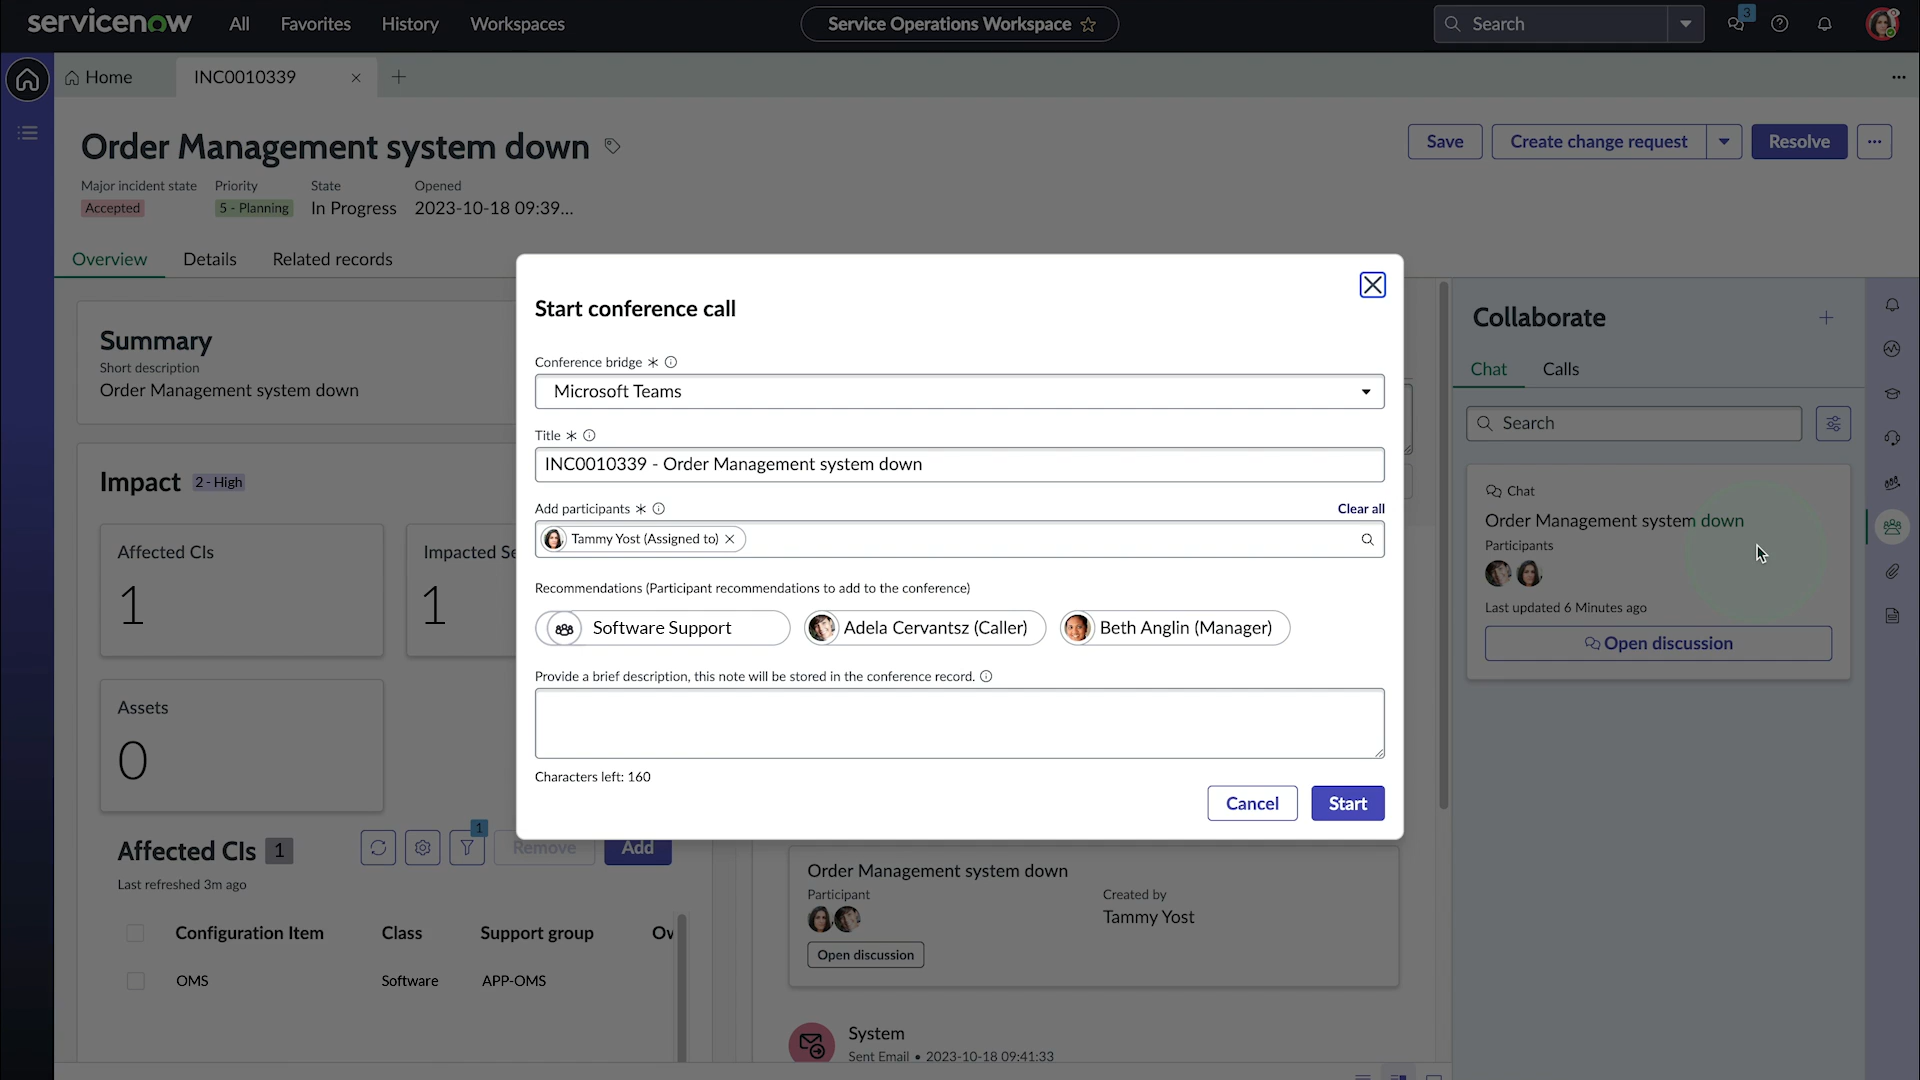 servicenow
All
Favorites
History
Workspaces
Service Operations Workspace
Search
3
Home
INC0010339
Order Management system down
Save
Create change request
Resolve
Major incident state
Priority
State
Opened
Accepted
5 - Planning
In Progress
2023-10-18 09:39...
Overview
Details
Related records
Summary
Short description
Order Management system down
Impact
2 - High
Affected CIs
1
Impacted Se
1
Assets
0
Affected CIs
1
Last refreshed 3m ago
1
Remove
Add
Configuration Item
Class
Support group
Ov
OMS
Software
APP-OMS
Start conference call
Conference bridge *
Microsoft Teams
Title *
INC0010339 - Order Management system down
Add participants *
Clear all
Tammy Yost (Assigned to)
Recommendations (Participant recommendations to add to the conference)
Software Support
Adela Cervantsz (Caller)
Beth Anglin (Manager)
Provide a brief description, this note will be stored in the conference record.
Characters left: 160
Cancel
Start
Order Management system down
Participant
Created by
Tammy Yost
Open discussion
System
Sent Email • 2023-10-18 09:41:33
Collaborate
Chat
Calls
Search
Chat
Order Management system down
Participants
Last updated 6 Minutes ago
Open discussion